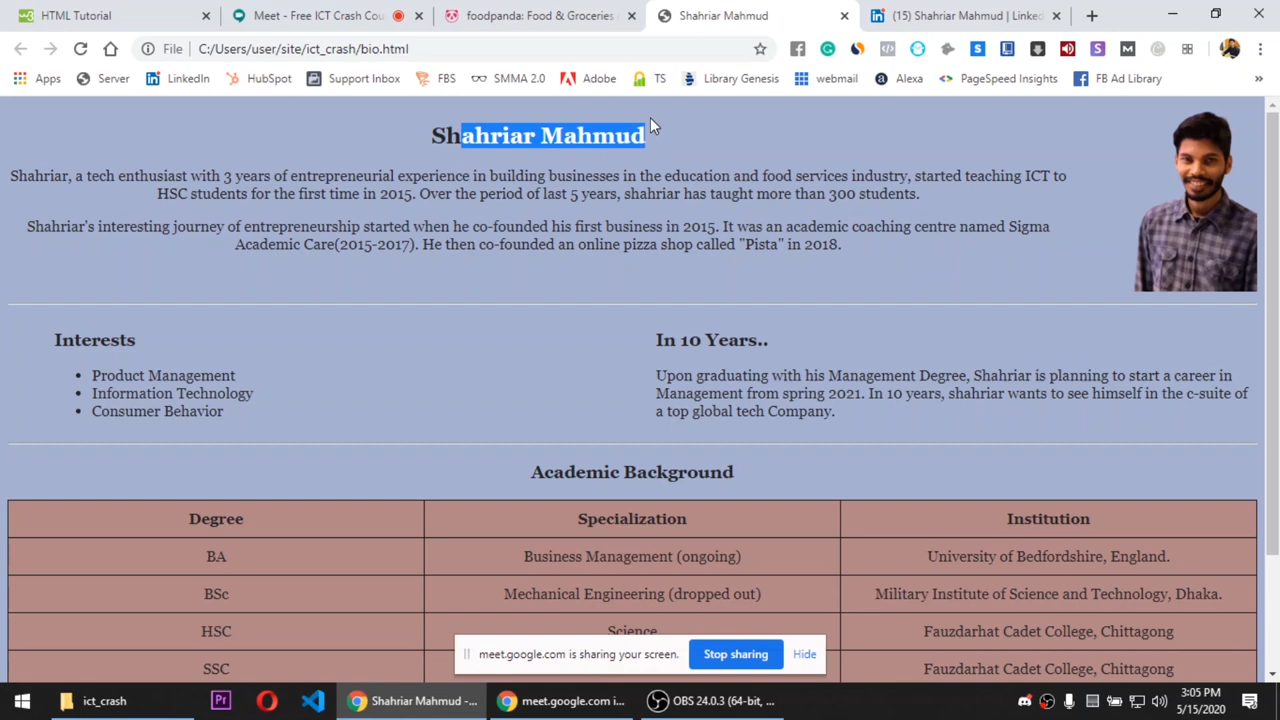 HTML Tutorial
Meet - Free ICT Crash Cou
foodpanda: Food & Groceries
Shahriar Mahmud
(15) Shahriar Mahmud | Linked
File C:/Users/user/site/ict_crash/bio.html
Apps Server LinkedIn HubSpot Support Inbox FBS SMMA 2.0 Adobe TS Library Genesis webmail Alexa PageSpeed Insights FB Ad Library »
Shahriar Mahmud
Shahriar, a tech enthusiast with 3 years of entrepreneurial experience in building businesses in the education and food services industry, started teaching ICT to
HSC students for the first time in 2015. Over the period of last 5 years, shahriar has taught more than 300 students.
Shahriar's interesting journey of entrepreneurship started when he co-founded his first business in 2015. It was an academic coaching centre named Sigma
Academic Care(2015-2017). He then co-founded an online pizza shop called "Pista" in 2018.
Interests
• Product Management
• Information Technology
• Consumer Behavior
In 10 Years..
Upon graduating with his Management Degree, Shahriar is planning to start a career in
Management from spring 2021. In 10 years, shahriar wants to see himself in the c-suite of
a top global tech Company.
Academic Background
Degree Specialization Institution
BA Business Management (ongoing) University of Bedfordshire, England.
BSc Mechanical Engineering (dropped out) Military Institute of Science and Technology, Dhaka.
HSC Science Fauzdarhat Cadet College, Chittagong
SSC Fauzdarhat Cadet College, Chittagong
meet.google.com is sharing your screen. Stop sharing Hide
ict_crash
Shahriar Mahmud -...
meet.google.com i...
OBS 24.0.3 (64-bit, ...
3:05 PM
5/15/2020